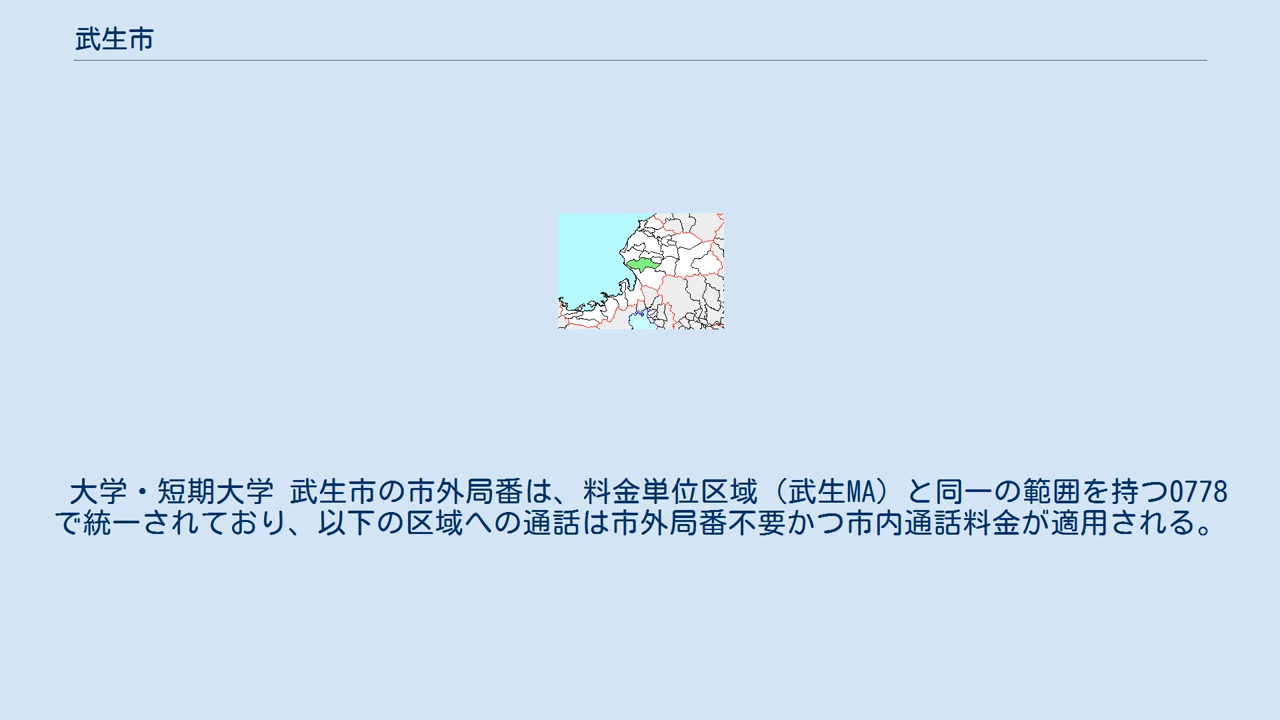 武生市
大学・短期大学 武生市の市外局番は、料金単位区域（武生MA）と同一の範囲を持つ0778
で統一されており、以下の区域への通話は市外局番不要かつ市内通話料金が適用される。